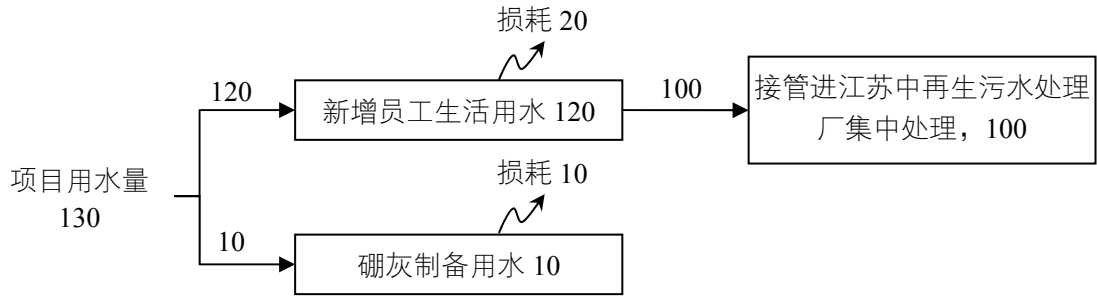 损耗 20
120
新增员工生活用水 120
100
接管进江苏中再生污水处理
厂集中处理，100
项目用水量
130
损耗 10
10
硼灰制备用水 10